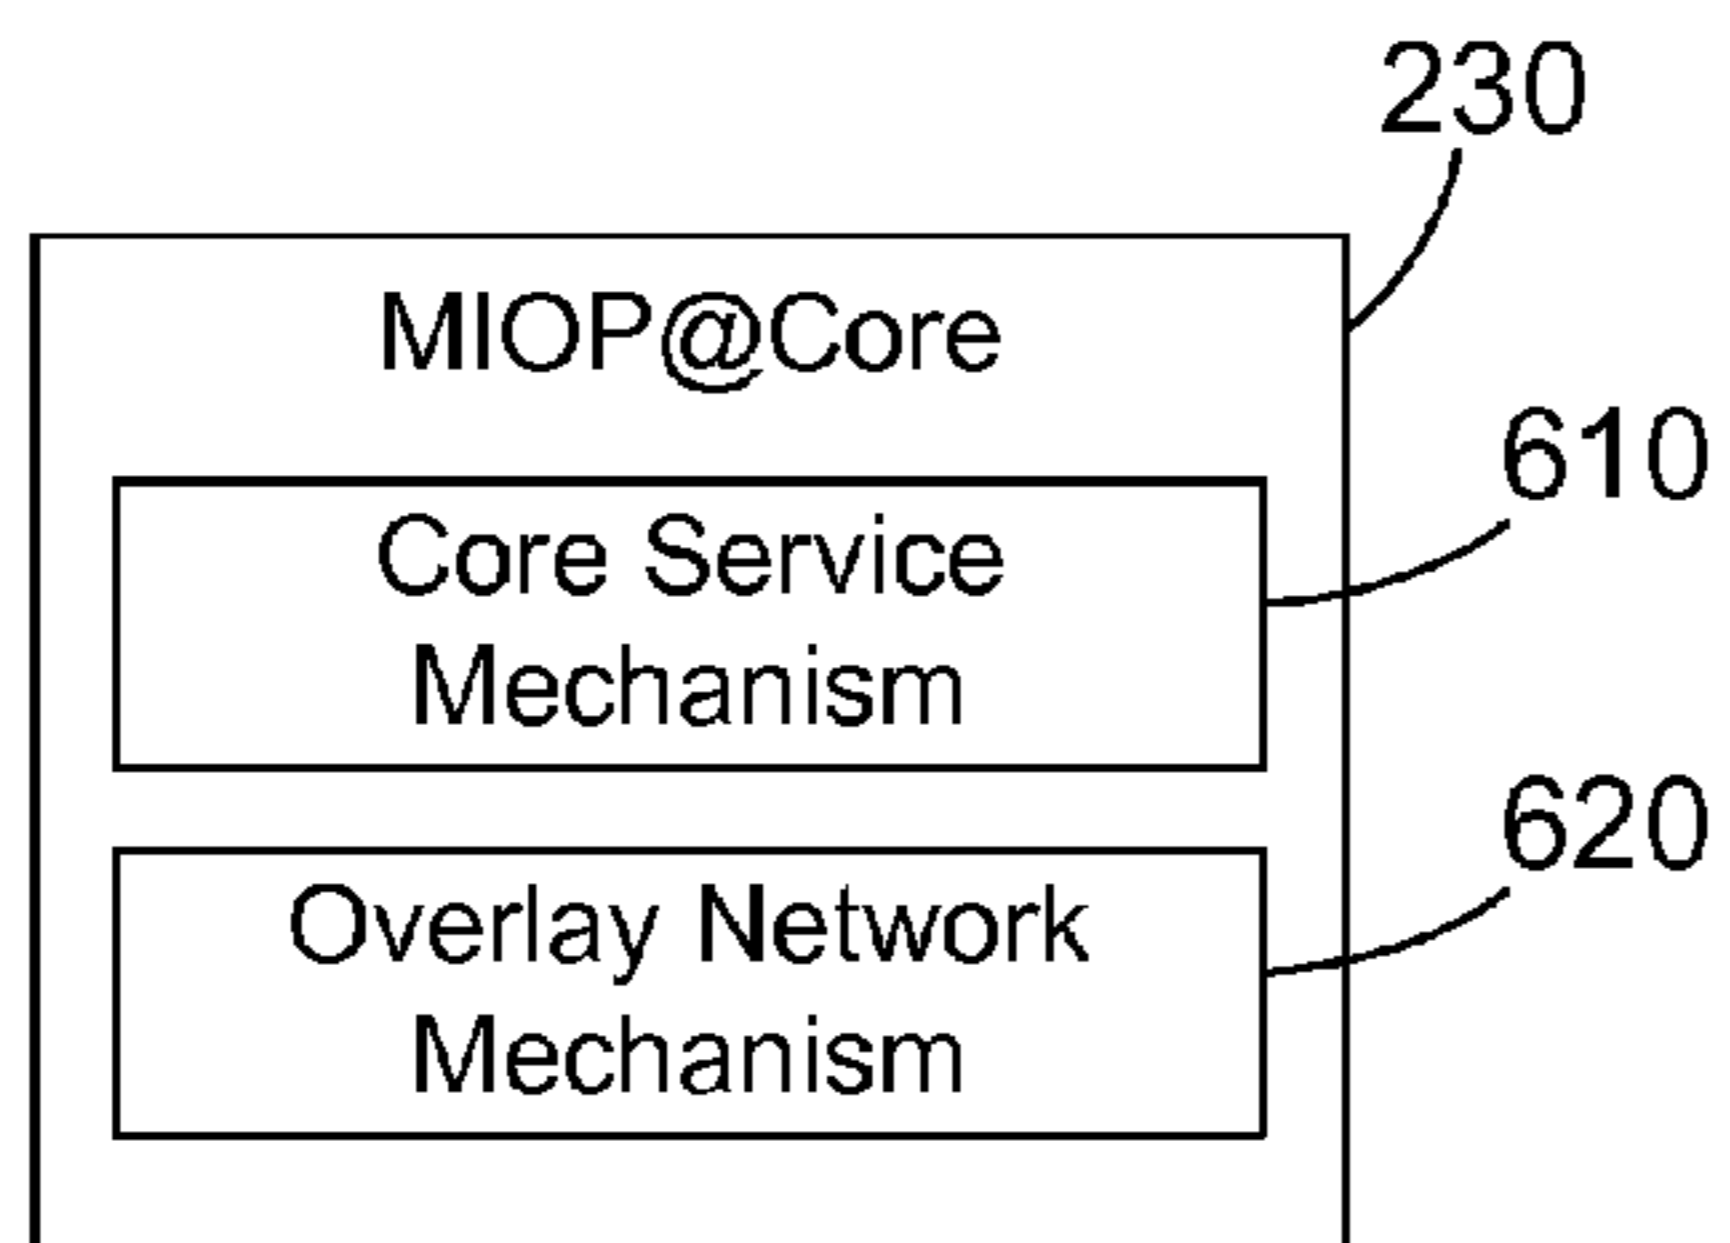 230
MIOP@Core
610
Core Service
Mechanism
620
Overlay Network
Mechanism